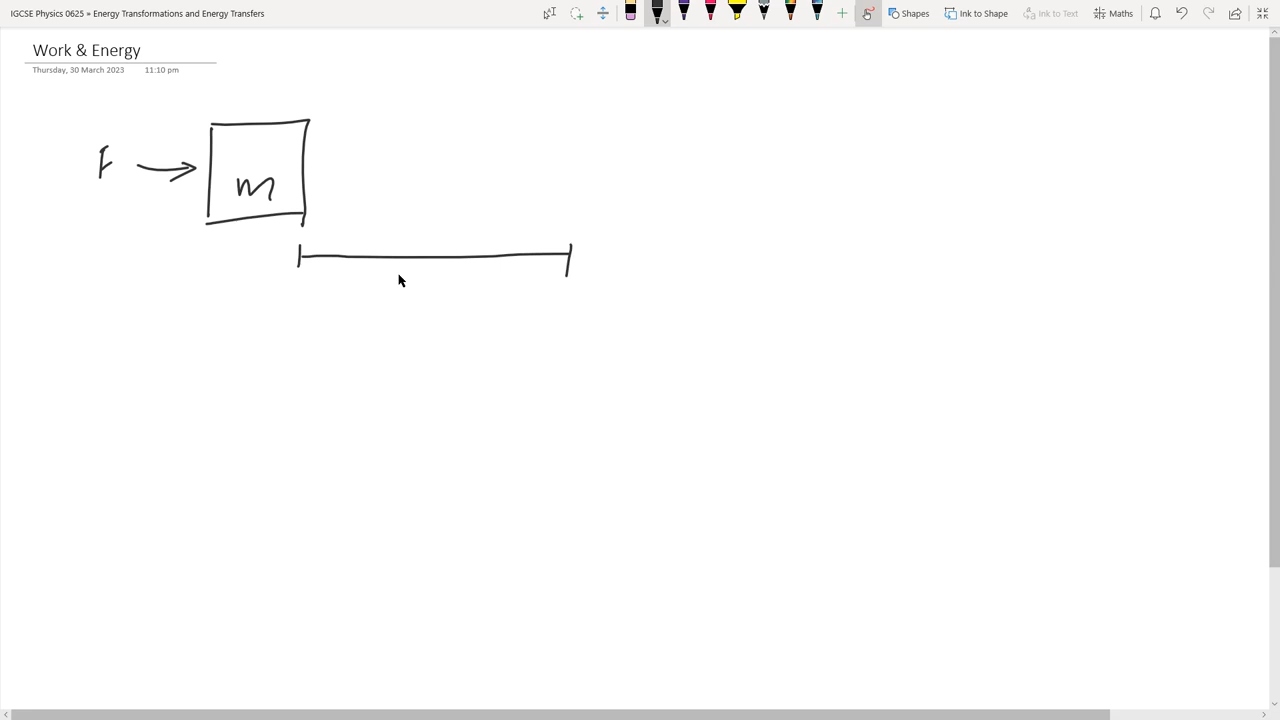 IGCSE Physics 0625 - Energy Transformations and Energy Transfers
Shapes
Ink to Shape
Ink to Text
Maths
Work & Energy
Thursday, 30 March 2023 11:10 pm
F
m